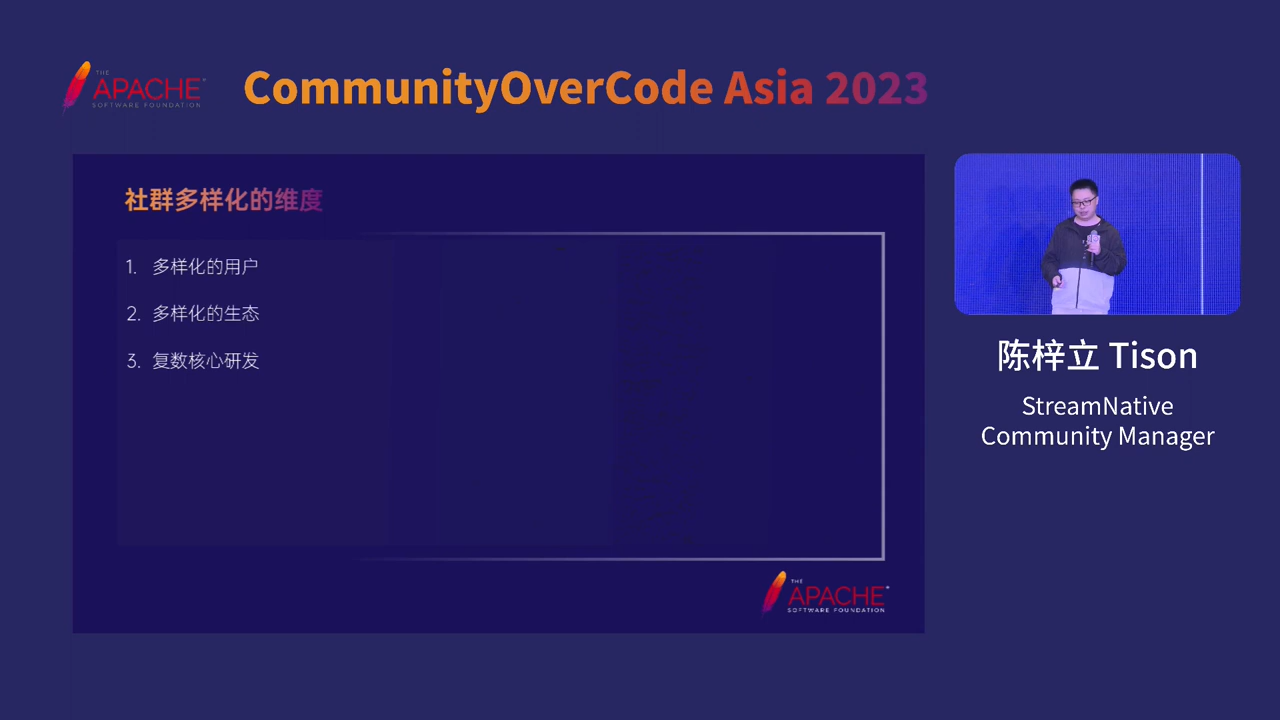 THE
APACHE
SOFTWARE FOUNDATION
CommunityOverCode Asia 2023
社群多样化的维度
1. 多样化的用户
2. 多样化的生态
3. 复数核心研发
THE
APACHE
SOFTWARE FOUNDATION
陈梓立 Tison
StreamNative
Community Manager